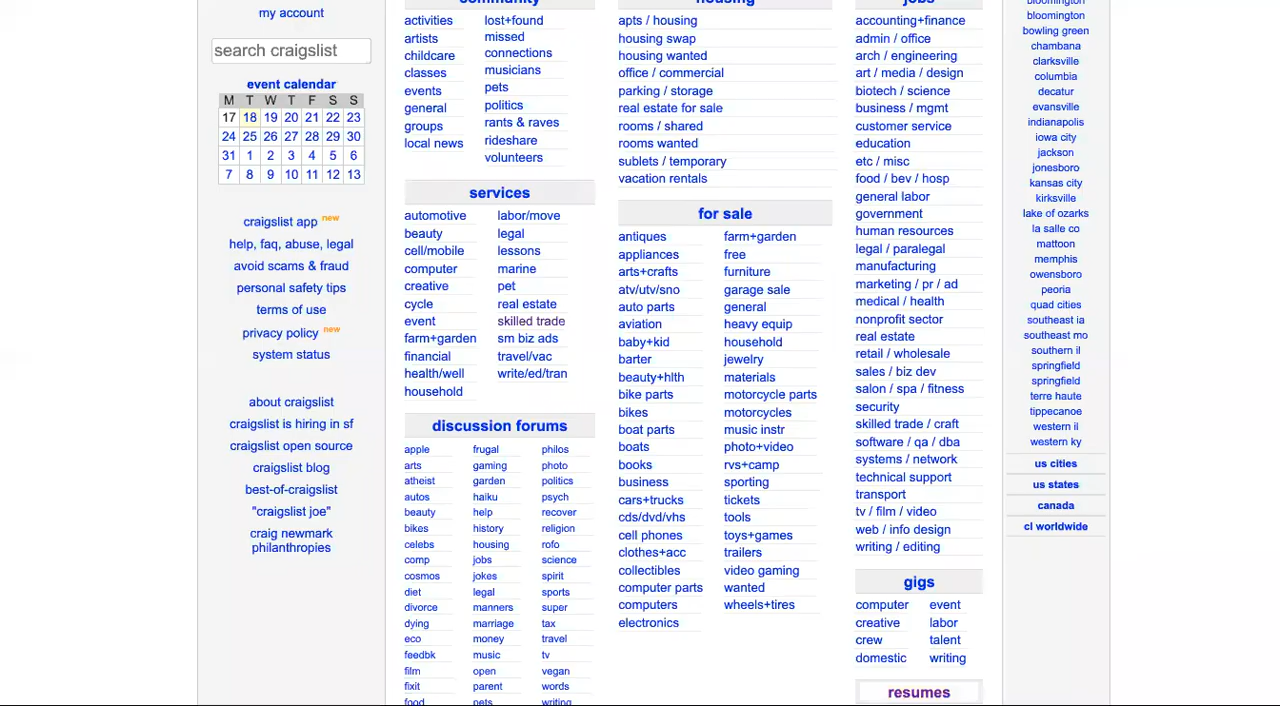 my account
search craigslist
event calendar
M T W T F S S
17 18 19 20 21 22 23
24 25 26 27 28 29 30
31 1 2 3 4 5 6
7 8 9 10 11 12 13
craigslist app new
help, faq, abuse, legal
avoid scams & fraud
personal safety tips
terms of use
privacy policy new
system status
about craigslist
craigslist is hiring in sf
craigslist open source
craigslist blog
best-of-craigslist
"craigslist joe"
craig newmark
philanthropies
community
activities
artists
childcare
classes
events
general
groups
local news
lost+found
missed
connections
musicians
pets
politics
rants & raves
rideshare
volunteers
services
automotive
beauty
cell/mobile
computer
creative
cycle
event
farm+garden
financial
health/well
household
labor/move
legal
lessons
marine
pet
real estate
skilled trade
sm biz ads
travel/vac
write/ed/tran
discussion forums
apple
arts
atheist
autos
beauty
bikes
celebs
comp
cosmos
diet
divorce
dying
eco
feedbk
film
fixit
food
frugal
gaming
garden
haiku
help
history
housing
jobs
jokes
legal
manners
marriage
money
music
open
parent
pets
philos
photo
politics
psych
recover
religion
rofo
science
spirit
sports
super
tax
travel
tv
vegan
words
writing
housing
apts / housing
housing swap
housing wanted
office / commercial
parking / storage
real estate for sale
rooms / shared
rooms wanted
sublets / temporary
vacation rentals
for sale
antiques
appliances
arts+crafts
atv/utv/sno
auto parts
aviation
baby+kid
barter
beauty+hlth
bike parts
bikes
boat parts
boats
books
business
cars+trucks
cds/dvd/vhs
cell phones
clothes+acc
collectibles
computer parts
computers
electronics
farm+garden
free
furniture
garage sale
general
heavy equip
household
jewelry
materials
motorcycle parts
motorcycles
music instr
photo+video
rvs+camp
sporting
tickets
tools
toys+games
trailers
video gaming
wanted
wheels+tires
jobs
accounting+finance
admin / office
arch / engineering
art / media / design
biotech / science
business / mgmt
customer service
education
etc / misc
food / bev / hosp
general labor
government
human resources
legal / paralegal
manufacturing
marketing / pr / ad
medical / health
nonprofit sector
real estate
retail / wholesale
sales / biz dev
salon / spa / fitness
security
skilled trade / craft
software / qa / dba
systems / network
technical support
transport
tv / film / video
web / info design
writing / editing
gigs
computer
creative
crew
domestic
event
labor
talent
writing
resumes
bloomington
bloomington
bowling green
chambana
clarksville
columbia
decatur
evansville
indianapolis
iowa city
jackson
jonesboro
kansas city
kirksville
lake of ozarks
la salle co
mattoon
memphis
owensboro
peoria
quad cities
southeast ia
southeast mo
southern il
springfield
springfield
terre haute
tippecanoe
western il
western ky
us cities
us states
canada
cl worldwide